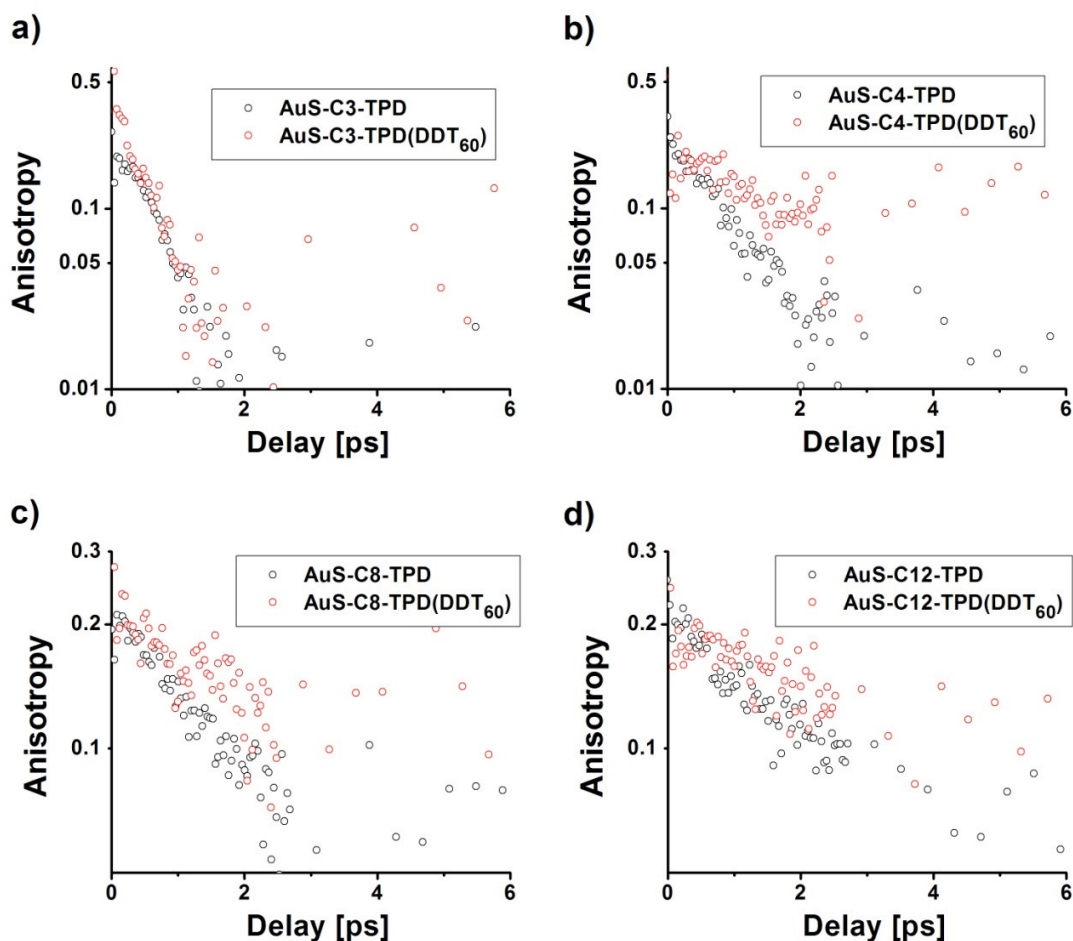 a)
Anisotropy
0.5
0.1
0.05
0.01
AuS-C3-TPD
AuS-C3-TPD(DDT60)
0
2
4
6
Delay [ps]
b)
Anisotropy
0.5
0.1
0.05
0.01
AuS-C4-TPD
AuS-C4-TPD(DDT60)
0
2
4
6
Delay [ps]
c)
Anisotropy
0.3
0.2
0.1
AuS-C8-TPD
AuS-C8-TPD(DDT60)
0
2
4
6
Delay [ps]
d)
Anisotropy
0.3
0.2
0.1
AuS-C12-TPD
AuS-C12-TPD(DDT60)
0
2
4
6
Delay [ps]